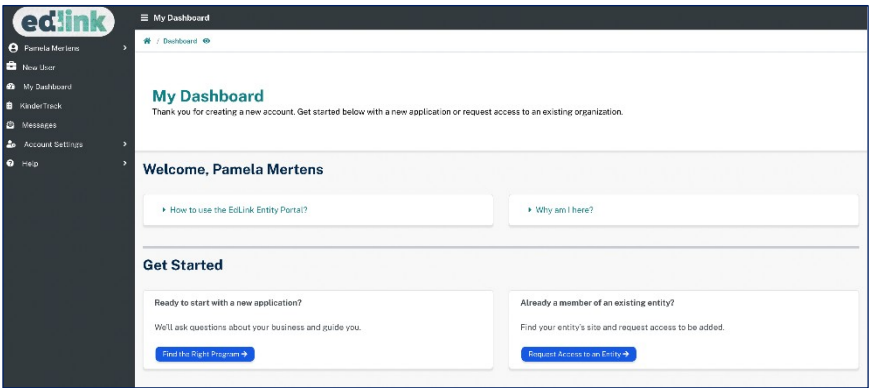 edlink
My Dashboard
Pamela Mertens
/ Dashboard
New User
My Dashboard
KinderTrack
Messages
Account Settings
Help
My Dashboard
Thank you for creating a new account. Get started below with a new application or request access to an existing organization.
Welcome, Pamela Mertens
How to use the EdLink Entity Portal?
Why am I here?
Get Started
Ready to start with a new application?
We'll ask questions about your business and guide you.
Find the Right Program →
Already a member of an existing entity?
Find your entity's site and request access to be added.
Request Access to an Entity →